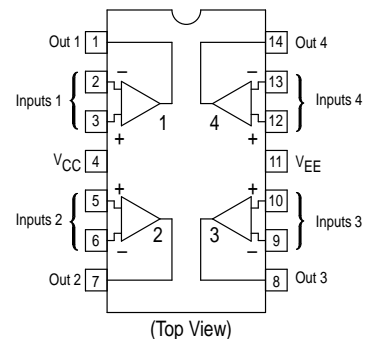 Out 1 1 14 Out 4
2 − − 13
Inputs 1 Inputs 4
3 1 4 12
+ +
VCC 4 11 VEE
5 + + 10
Inputs 2 2 3 Inputs 3
6 − − 9
Out 2 7 8 Out 3
(Top View)